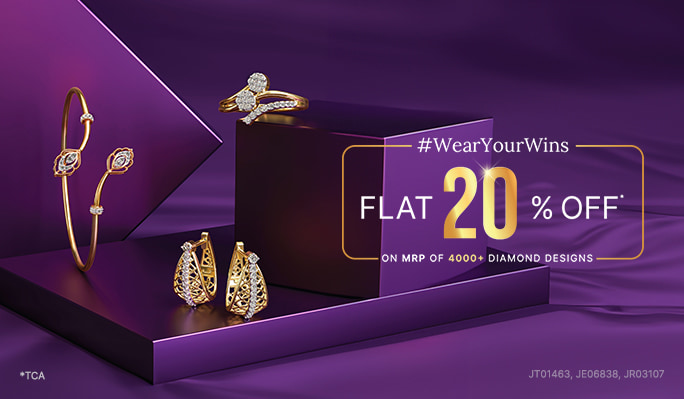 #WearYourWins
FLAT 20 % OFF*
ON MRP OF 4000+ DIAMOND DESIGNS
*TCA
JT01463, JE06838, JR03107